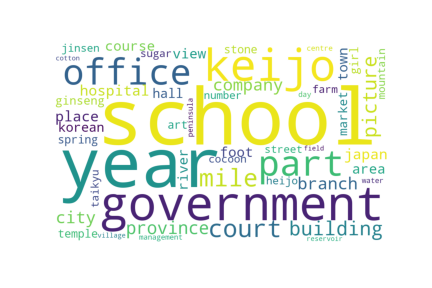 jinsen course sugar view stone centre
cotton girl mountain
office keijo town
hospital hall company picture
ginseng number farm market
school
place art day
korean peninsula
spring street field
year foot cocoon part japan
taikyu river mile heijo water area
branch
government
city court building
temple province
village management reservoir